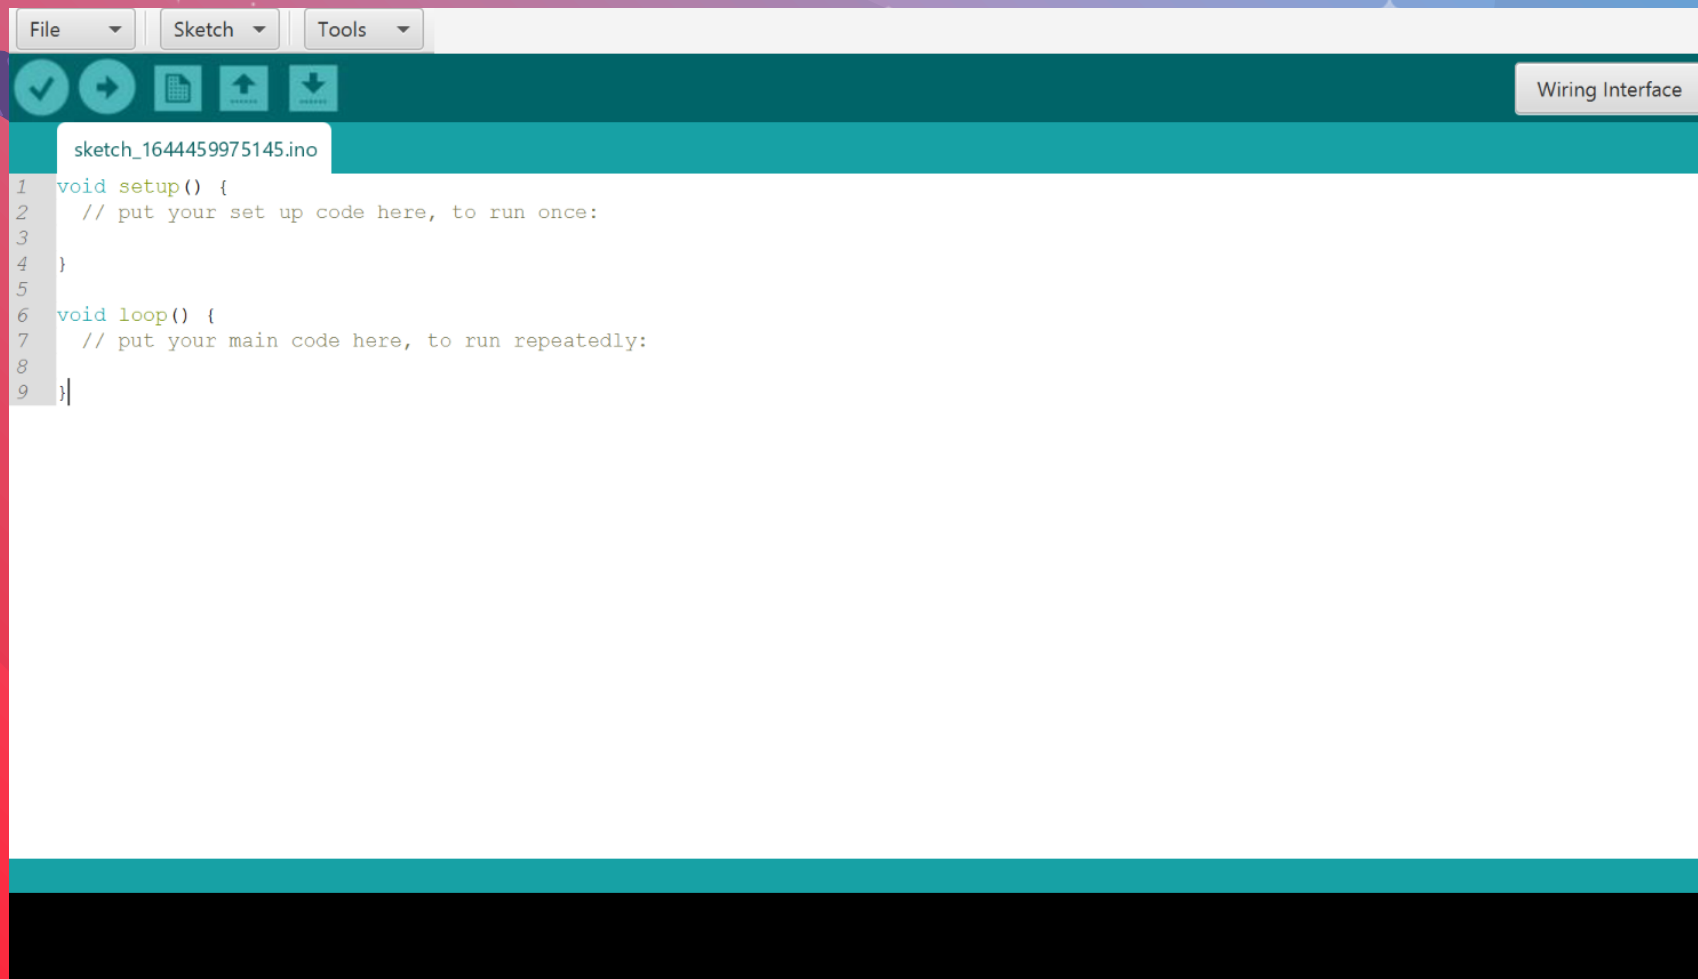 File
Sketch
Tools
Wiring Interface
sketch_1644459975145.ino
1 void setup() {
2 // put your set up code here, to run once:
3
4 }
5
6 void loop() {
7 // put your main code here, to run repeatedly:
8
9 }